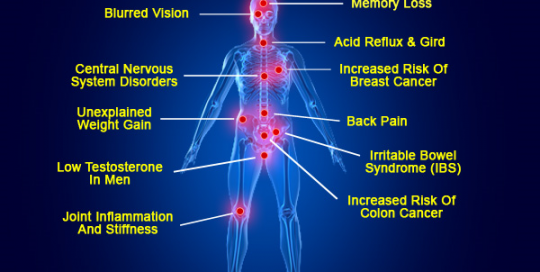 Memory Loss
Blurred Vision
Acid Reflux & Gird
Central Nervous
System Disorders
Increased Risk Of
Breast Cancer
Unexplained
Weight Gain
Back Pain
Irritable Bowel
Syndrome (IBS)
Low Testosterone
In Men
Increased Risk Of
Colon Cancer
Joint Inflammation
And Stiffness